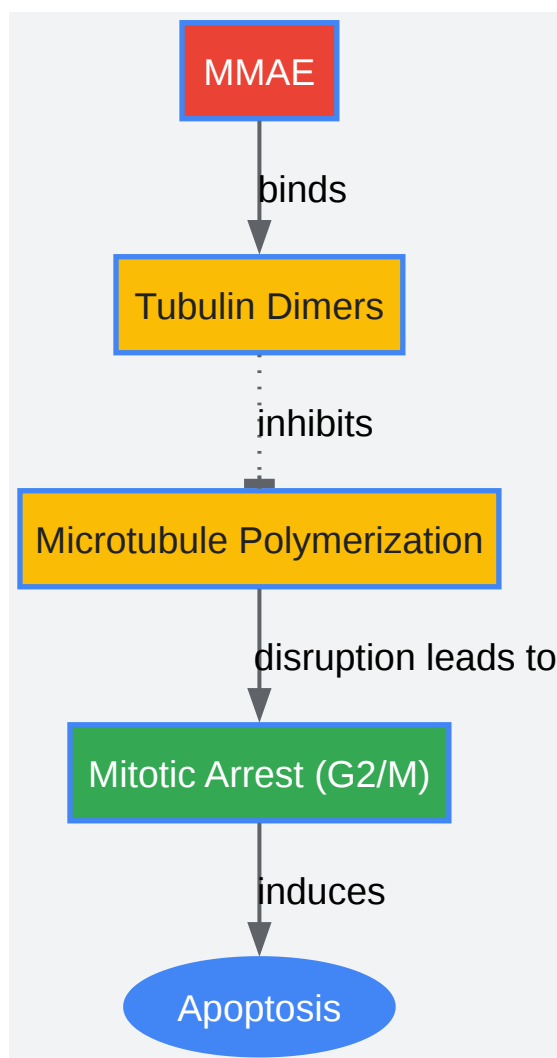 MMAE
binds
Tubulin Dimers
inhibits
Microtubule Polymerization
disruption leads to
Mitotic Arrest (G2/M)
induces
Apoptosis